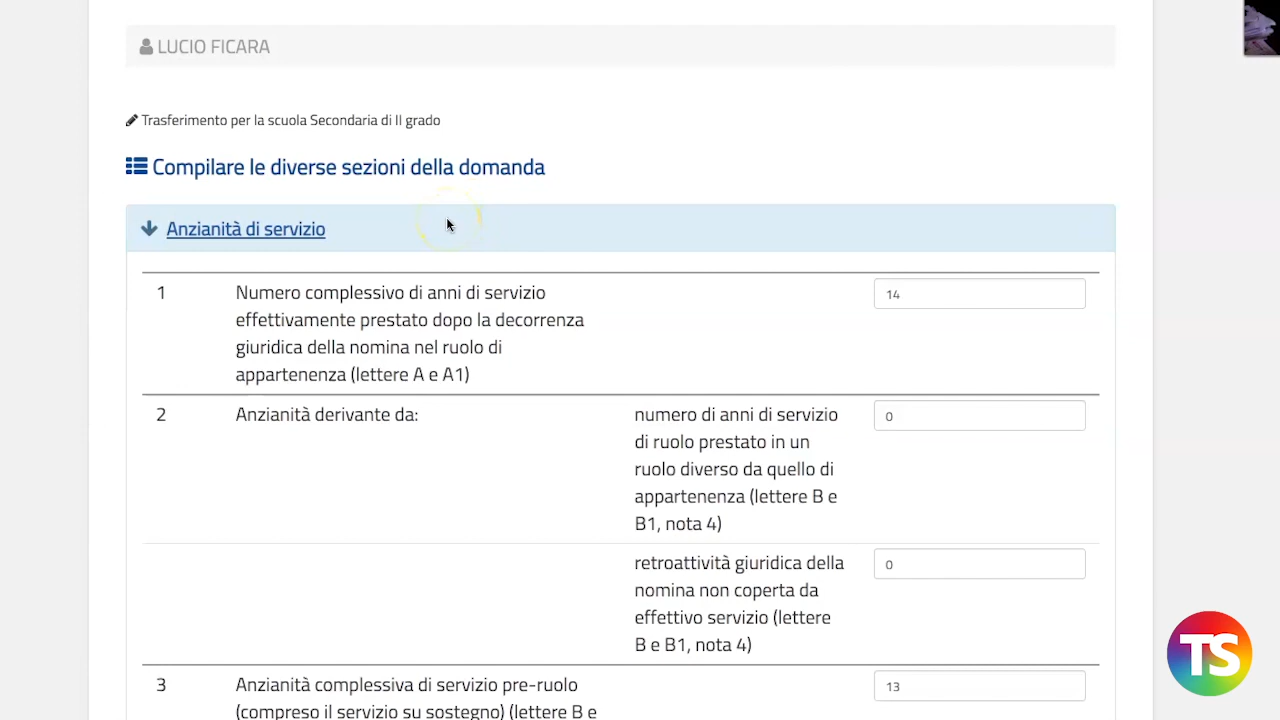 LUCIO FICARA
Trasferimento per la scuola Secondaria di II grado
Compilare le diverse sezioni della domanda
Anzianità di servizio
1
Numero complessivo di anni di servizio
effettivamente prestato dopo la decorrenza
giuridica della nomina nel ruolo di
appartenenza (lettere A e A1)
14
2
Anzianità derivante da:
numero di anni di servizio
di ruolo prestato in un
ruolo diverso da quello di
appartenenza (lettere B e
B1, nota 4)
0
retroattività giuridica della
nomina non coperta da
effettivo servizio (lettere
B e B1, nota 4)
0
3
Anzianità complessiva di servizio pre-ruolo
(compreso il servizio su sostegno) (lettere B e
13
TS